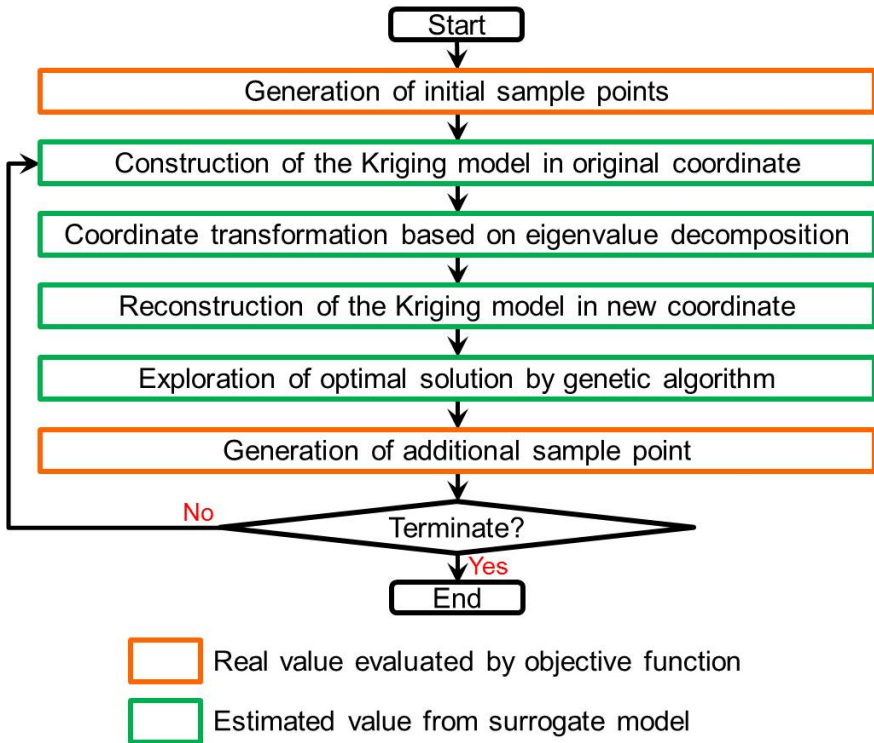 Start
Generation of initial sample points
Construction of the Kriging model in original coordinate
Coordinate transformation based on eigenvalue decomposition
Reconstruction of the Kriging model in new coordinate
Exploration of optimal solution by genetic algorithm
Generation of additional sample point
No
Terminate?
Yes
End
Real value evaluated by objective function
Estimated value from surrogate model